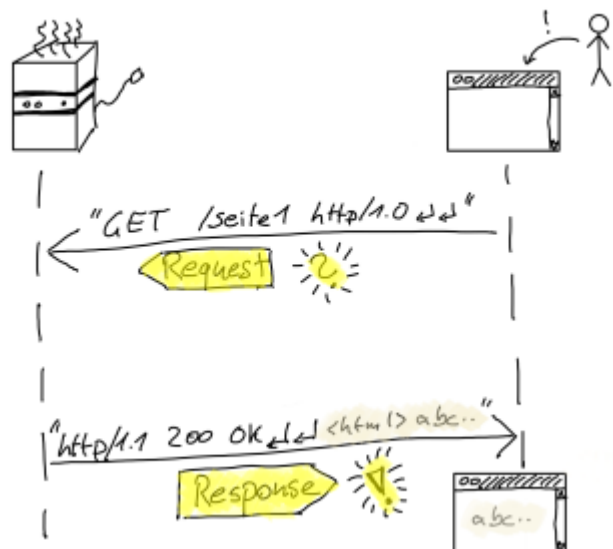 !
"GET /seite1 http/1.0 ↲↲"
Request ?
"http/1.1 200 OK ↲↲ <html> abc.."
Response !
abc..